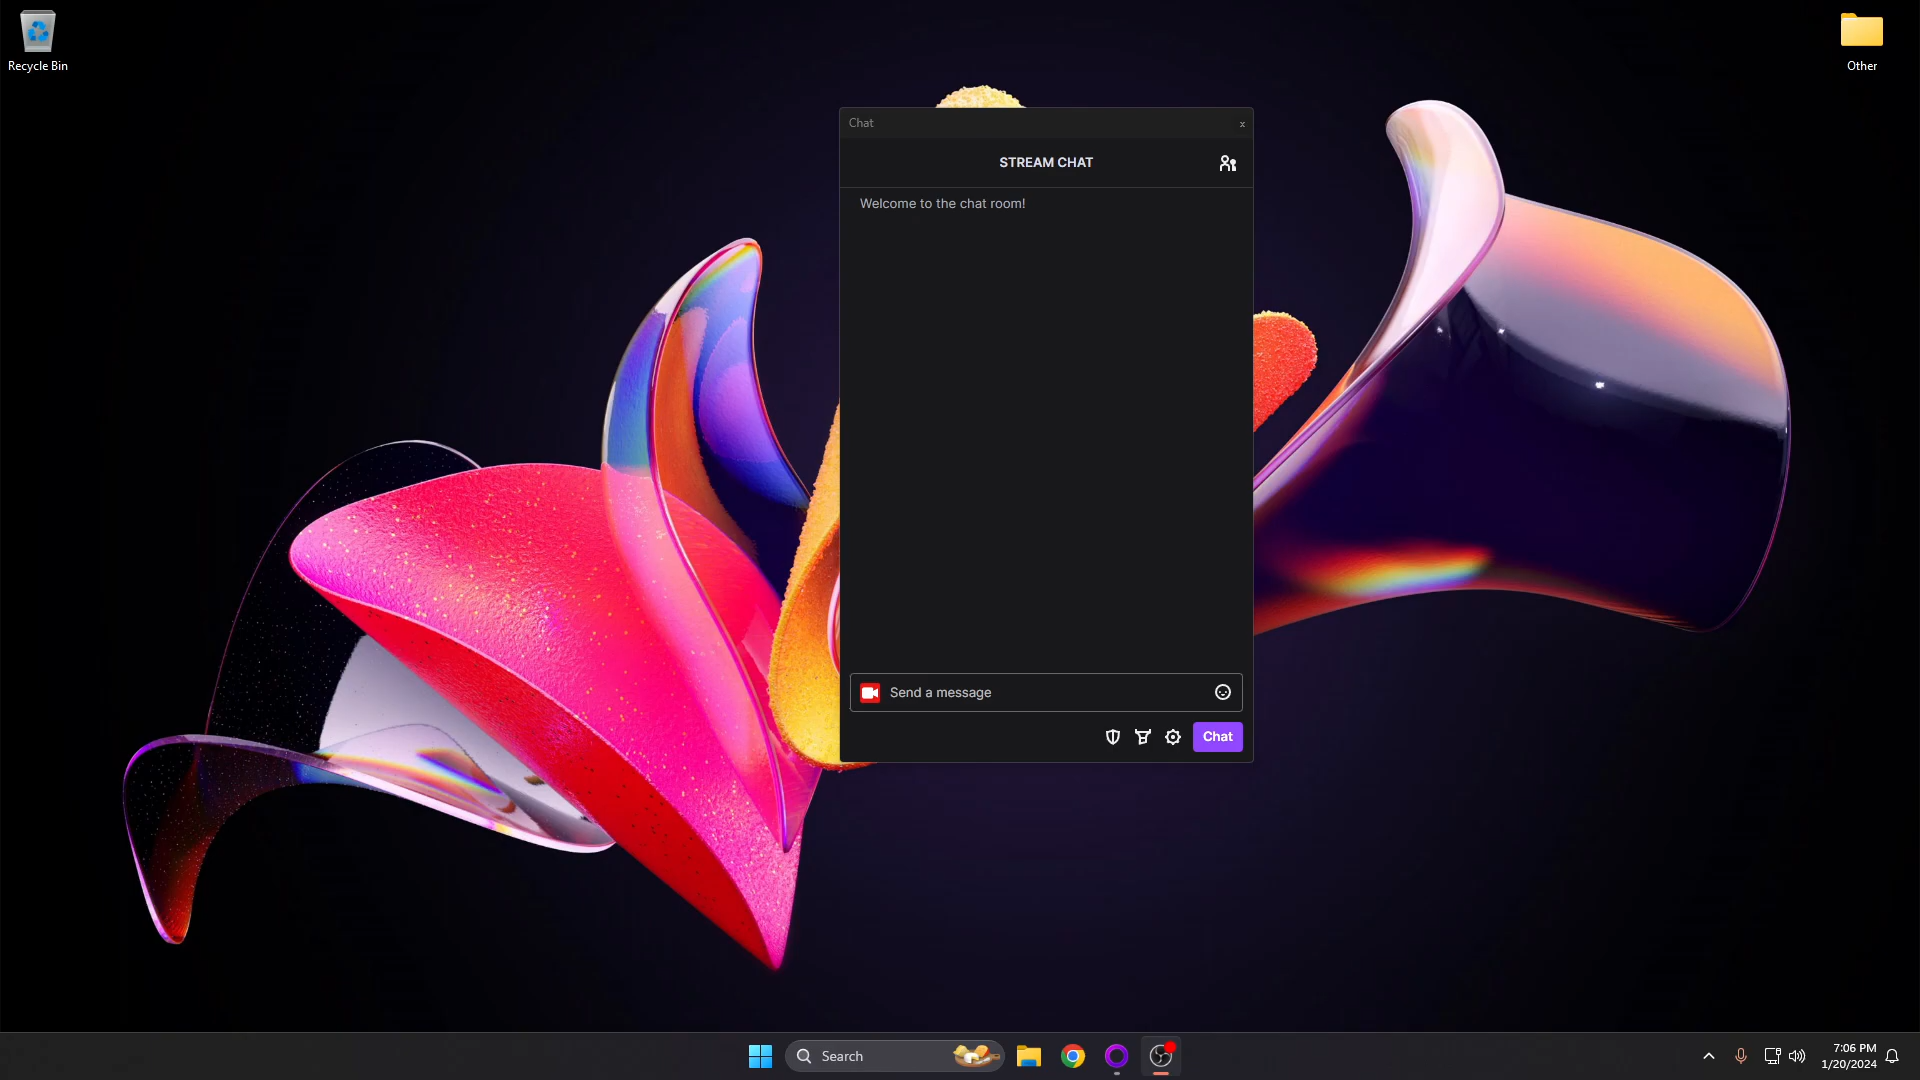 Recycle Bin
Other
Chat
x
STREAM CHAT
Welcome to the chat room!
Send a message
Chat
Search
7:06 PM
1/20/2024